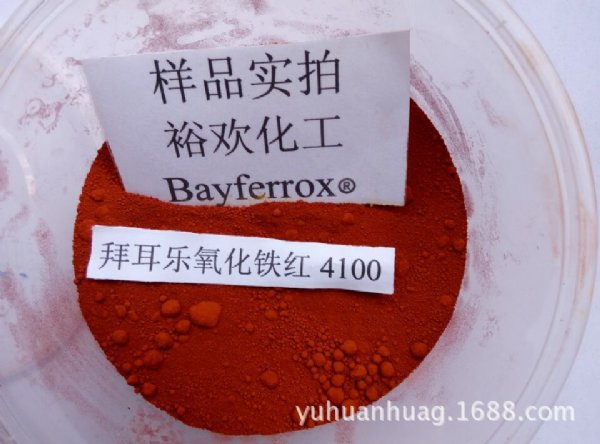 样品实拍
裕欢化工
Bayferrox®
拜耳乐氧化铁红 4100
yuhuanhuag.1688.com